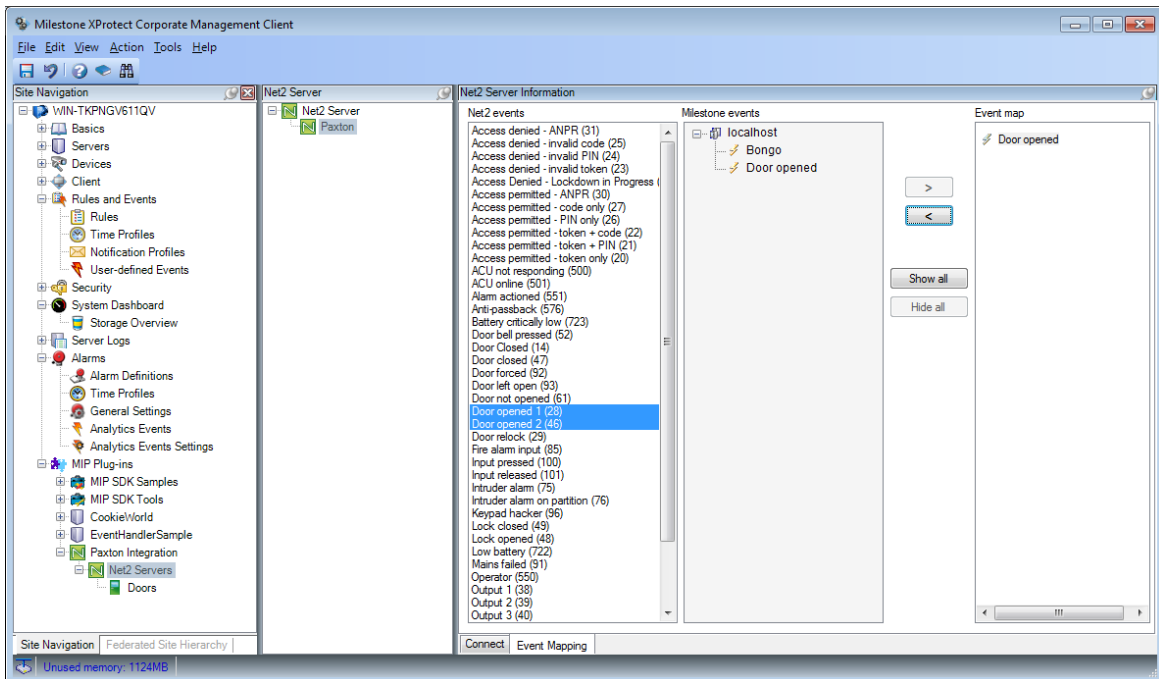 Milestone XProtect Corporate Management Client
File Edit View Action Tools Help
Site Navigation
WIN-TKPNGV611QV
Basics
Servers
Devices
Client
Rules and Events
Rules
Time Profiles
Notification Profiles
User-defined Events
Security
System Dashboard
Storage Overview
Server Logs
Alarms
Alarm Definitions
Time Profiles
General Settings
Analytics Events
Analytics Events Settings
MIP Plug-ins
MIP SDK Samples
MIP SDK Tools
CookieWorld
EventHandlerSample
Paxton Integration
Net2 Servers
Doors
Site Navigation Federated Site Hierarchy
Net2 Server
Net2 Server
Paxton
Net2 Server Information
Net2 events
Access denied - ANPR (31)
Access denied - invalid code (25)
Access denied - invalid PIN (24)
Access denied - invalid token (23)
Access Denied - Lockdown in Progress (
Access permitted - ANPR (30)
Access permitted - code only (27)
Access permitted - PIN only (26)
Access permitted - token + code (22)
Access permitted - token + PIN (21)
Access permitted - token only (20)
ACU not responding (500)
ACU online (501)
Alarm actioned (551)
Anti-passback (576)
Battery critically low (723)
Door bell pressed (52)
Door Closed (14)
Door closed (47)
Door forced (92)
Door left open (93)
Door not opened (61)
Door opened 1 (28)
Door opened 2 (46)
Door relock (29)
Fire alarm input (85)
Input pressed (100)
Input released (101)
Intruder alarm (75)
Intruder alarm on partition (76)
Keypad hacker (96)
Lock closed (49)
Lock opened (48)
Low battery (722)
Mains failed (91)
Operator (550)
Output 1 (38)
Output 2 (39)
Output 3 (40)
Milestone events
localhost
Bongo
Door opened
>
<
Show all
Hide all
Event map
Door opened
Connect Event Mapping
Unused memory: 1124MB